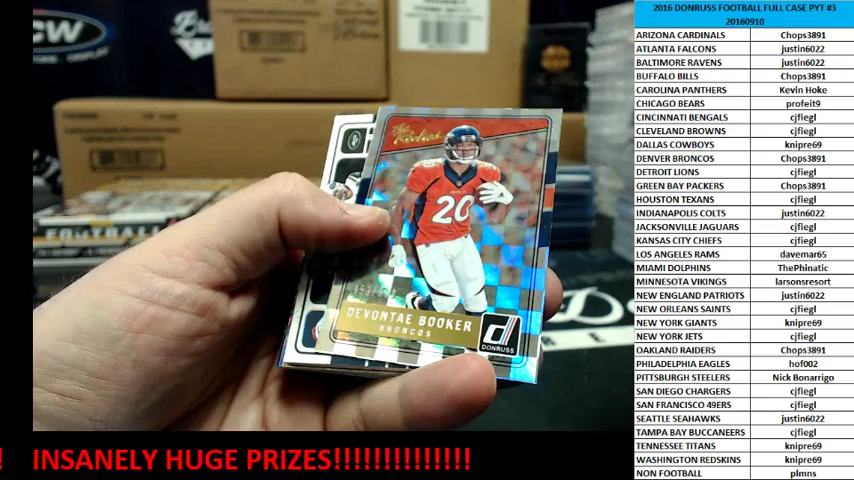 2016 DONRUSS FOOTBALL FULL CASE PYT #3
20160910
ARIZONA CARDINALS Chops3891
ATLANTA FALCONS justin6022
BALTIMORE RAVENS justin6022
BUFFALO BILLS Chops3891
CAROLINA PANTHERS Kevin Hoke
CHICAGO BEARS profeit9
CINCINNATI BENGALS cjfiegl
CLEVELAND BROWNS cjfiegl
DALLAS COWBOYS knipre69
DENVER BRONCOS Chops3891
DETROIT LIONS cjfiegl
GREEN BAY PACKERS Chops3891
HOUSTON TEXANS cjfiegl
INDIANAPOLIS COLTS justin6022
JACKSONVILLE JAGUARS cjfiegl
KANSAS CITY CHIEFS cjfiegl
LOS ANGELES RAMS davemar65
MIAMI DOLPHINS ThePhinatic
MINNESOTA VIKINGS larsonsresort
NEW ENGLAND PATRIOTS justin6022
NEW ORLEANS SAINTS cjfiegl
NEW YORK GIANTS knipre69
NEW YORK JETS cjfiegl
OAKLAND RAIDERS Chops3891
PHILADELPHIA EAGLES hof002
PITTSBURGH STEELERS Nick Bonarrigo
SAN DIEGO CHARGERS cjfiegl
SAN FRANCISCO 49ERS cjfiegl
SEATTLE SEAHAWKS justin6022
TAMPA BAY BUCCANEERS cjfiegl
TENNESSEE TITANS knipre69
WASHINGTON REDSKINS knipre69
NON FOOTBALL plmns
CW
FOOTBALL
The Rookies
20
20
DEVONTAE BOOKER
BRONCOS
DONRUSS
! INSANELY HUGE PRIZES!!!!!!!!!!!!!!!